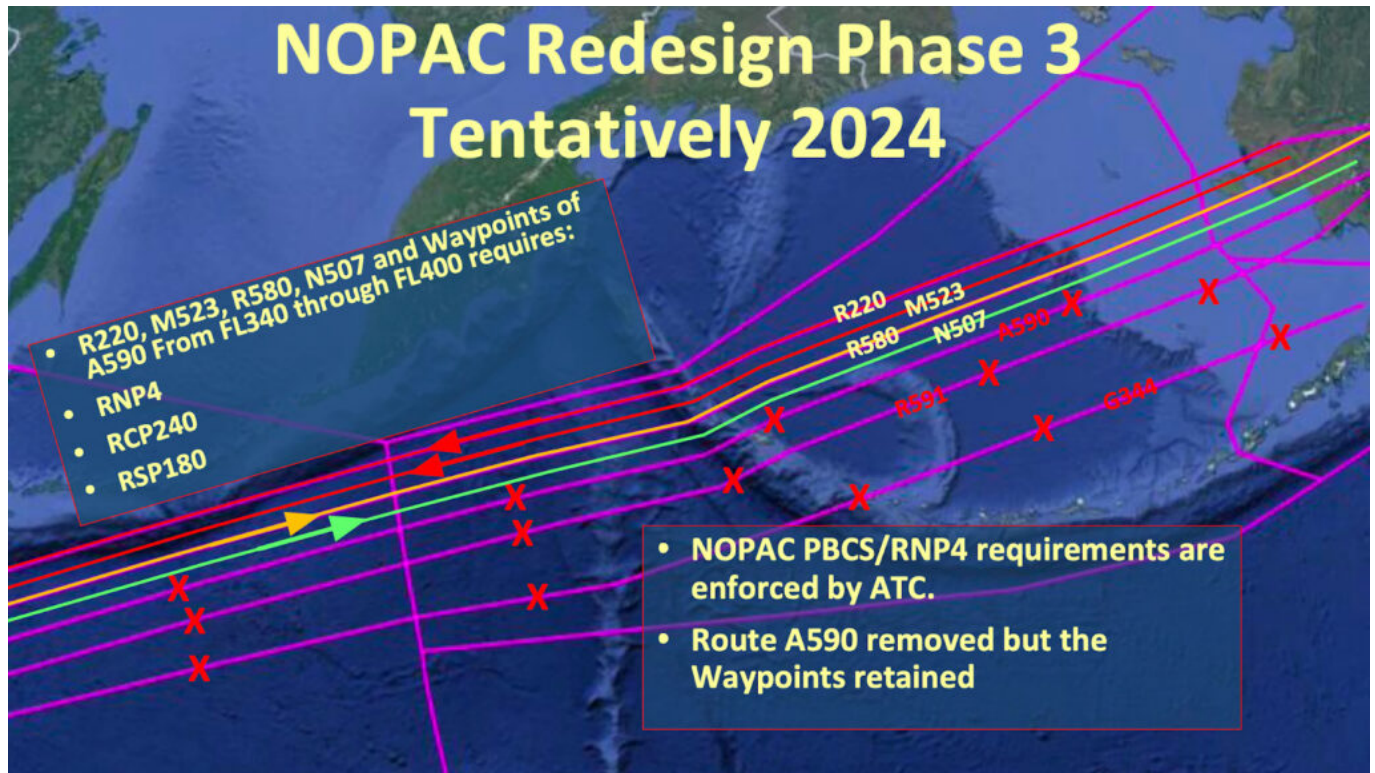 NOPAC Redesign Phase 3
Tentatively 2024
• R220, M523, R580, N507 and Waypoints of
A590 From FL340 through FL400 requires:
• RNP4
• RCP240
• RSP180
R220
M523
R580
N507
A590
R591
G344
X
X
X
X
X
X
X
X
X
X
X
X
X
• NOPAC PBCS/RNP4 requirements are
enforced by ATC.
• Route A590 removed but the
Waypoints retained